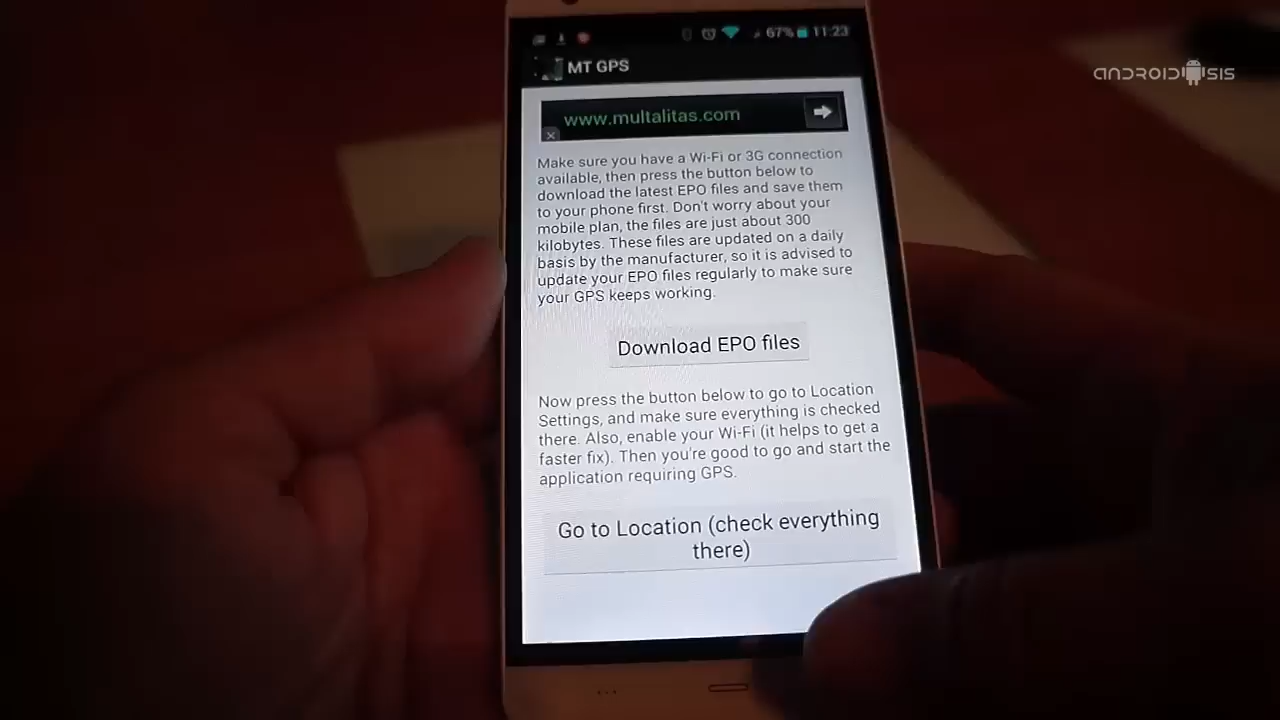 67% 11:23
ANDROIDSIS
MT GPS
www.multalitas.com
Make sure you have a Wi-Fi or 3G connection
available, then press the button below to
download the latest EPO files and save them
to your phone first. Don't worry about your
mobile plan, the files are just about 300
kilobytes. These files are updated on a daily
basis by the manufacturer, so it is advised to
update your EPO files regularly to make sure
your GPS keeps working.
Download EPO files
Now press the button below to go to Location
Settings, and make sure everything is checked
there. Also, enable your Wi-Fi (it helps to get a
faster fix). Then you're good to go and start the
application requiring GPS.
Go to Location (check everything
there)